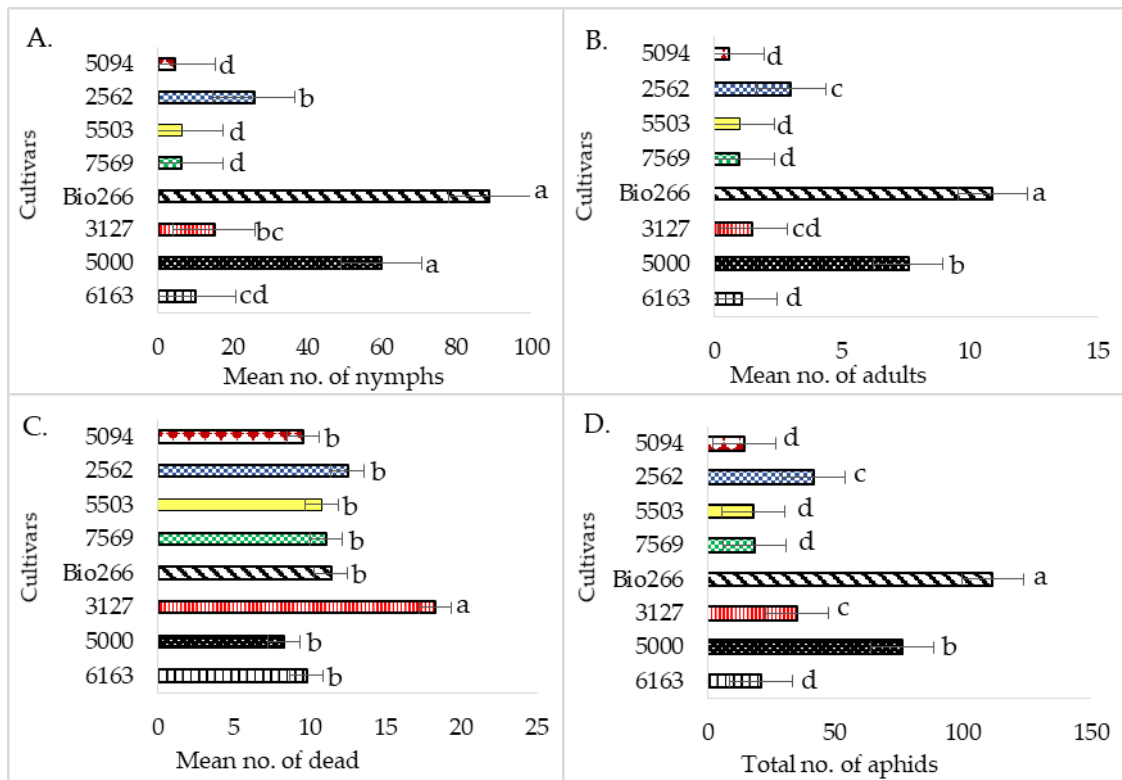 A.
Cultivars
5094 d
2562 b
5503 d
7569 d
Bio266 a
3127 bc
5000 a
6163 cd
0 20 40 60 80 100
Mean no. of nymphs
B.
Cultivars
5094 d
2562 c
5503 d
7569 d
Bio266 a
3127 cd
5000 b
6163 d
0 5 10 15
Mean no. of adults
C.
Cultivars
5094 b
2562 b
5503 b
7569 b
Bio266 b
3127 a
5000 b
6163 b
0 5 10 15 20 25
Mean no. of dead
D.
Cultivars
5094 d
2562 c
5503 d
7569 d
Bio266 a
3127 c
5000 b
6163 d
0 50 100 150
Total no. of aphids